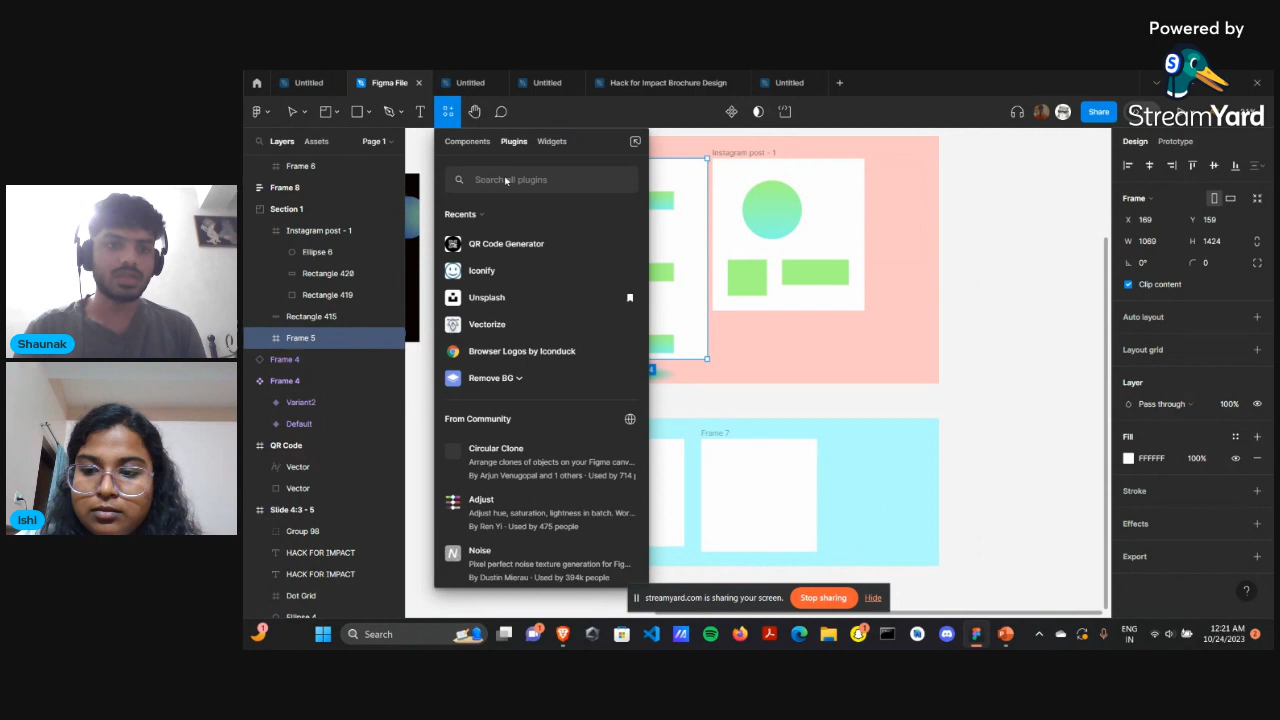 Powered by
StreamYard
Untitled
Figma File
Untitled
Untitled
Hack for Impact Brochure Design
Untitled
Share
Layers
Assets
Page 1
Components
Plugins
Widgets
Design
Prototype
Frame 6
Frame 8
Section 1
Instagram post - 1
Ellipse 6
Rectangle 420
Rectangle 419
Rectangle 415
Frame 5
Frame 4
Frame 4
Variant2
Default
QR Code
Vector
Vector
Slide 4:3 - 5
Group 98
HACK FOR IMPACT
HACK FOR IMPACT
Dot Grid
Ellipse 4
Search all plugins
Recents
QR Code Generator
Iconify
Unsplash
Vectorize
Browser Logos by Iconduck
Remove BG
From Community
Circular Clone
Arrange clones of objects on your Figma canv...
By Arjun Venugopal and 1 others · Used by 714 p
Adjust
Adjust hue, saturation, lightness in batch. Wor...
By Ren Yi · Used by 475 people
Noise
Pixel perfect noise texture generation for Fig...
By Dustin Mierau · Used by 394k people
Instagram post - 1
Frame 7
Frame
X 169
Y 159
W 1069
H 1424
0°
0
Clip content
Auto layout
Layout grid
Layer
Pass through
100%
Fill
FFFFFF
100%
Stroke
Effects
Export
?
Shaunak
Ishi
streamyard.com is sharing your screen.
Stop sharing
Hide
Search
ENG
IN
12:21 AM
10/24/2023